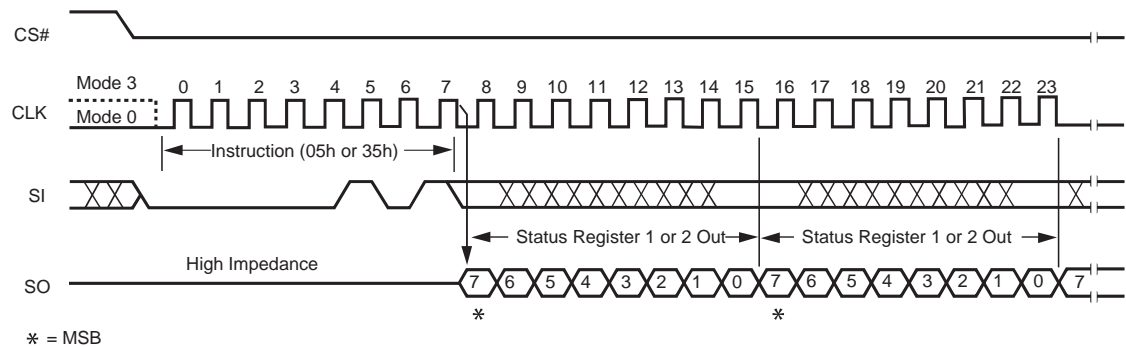 CS#
Mode 3
0 1 2 3 4 5 6 7 8 9 10 11 12 13 14 15 16 17 18 19 20 21 22 23
CLK
Mode 0
Instruction (05h or 35h)
SI
Status Register 1 or 2 Out Status Register 1 or 2 Out
High Impedance
SO
7 6 5 4 3 2 1 0 7 6 5 4 3 2 1 0 7
* *
* = MSB